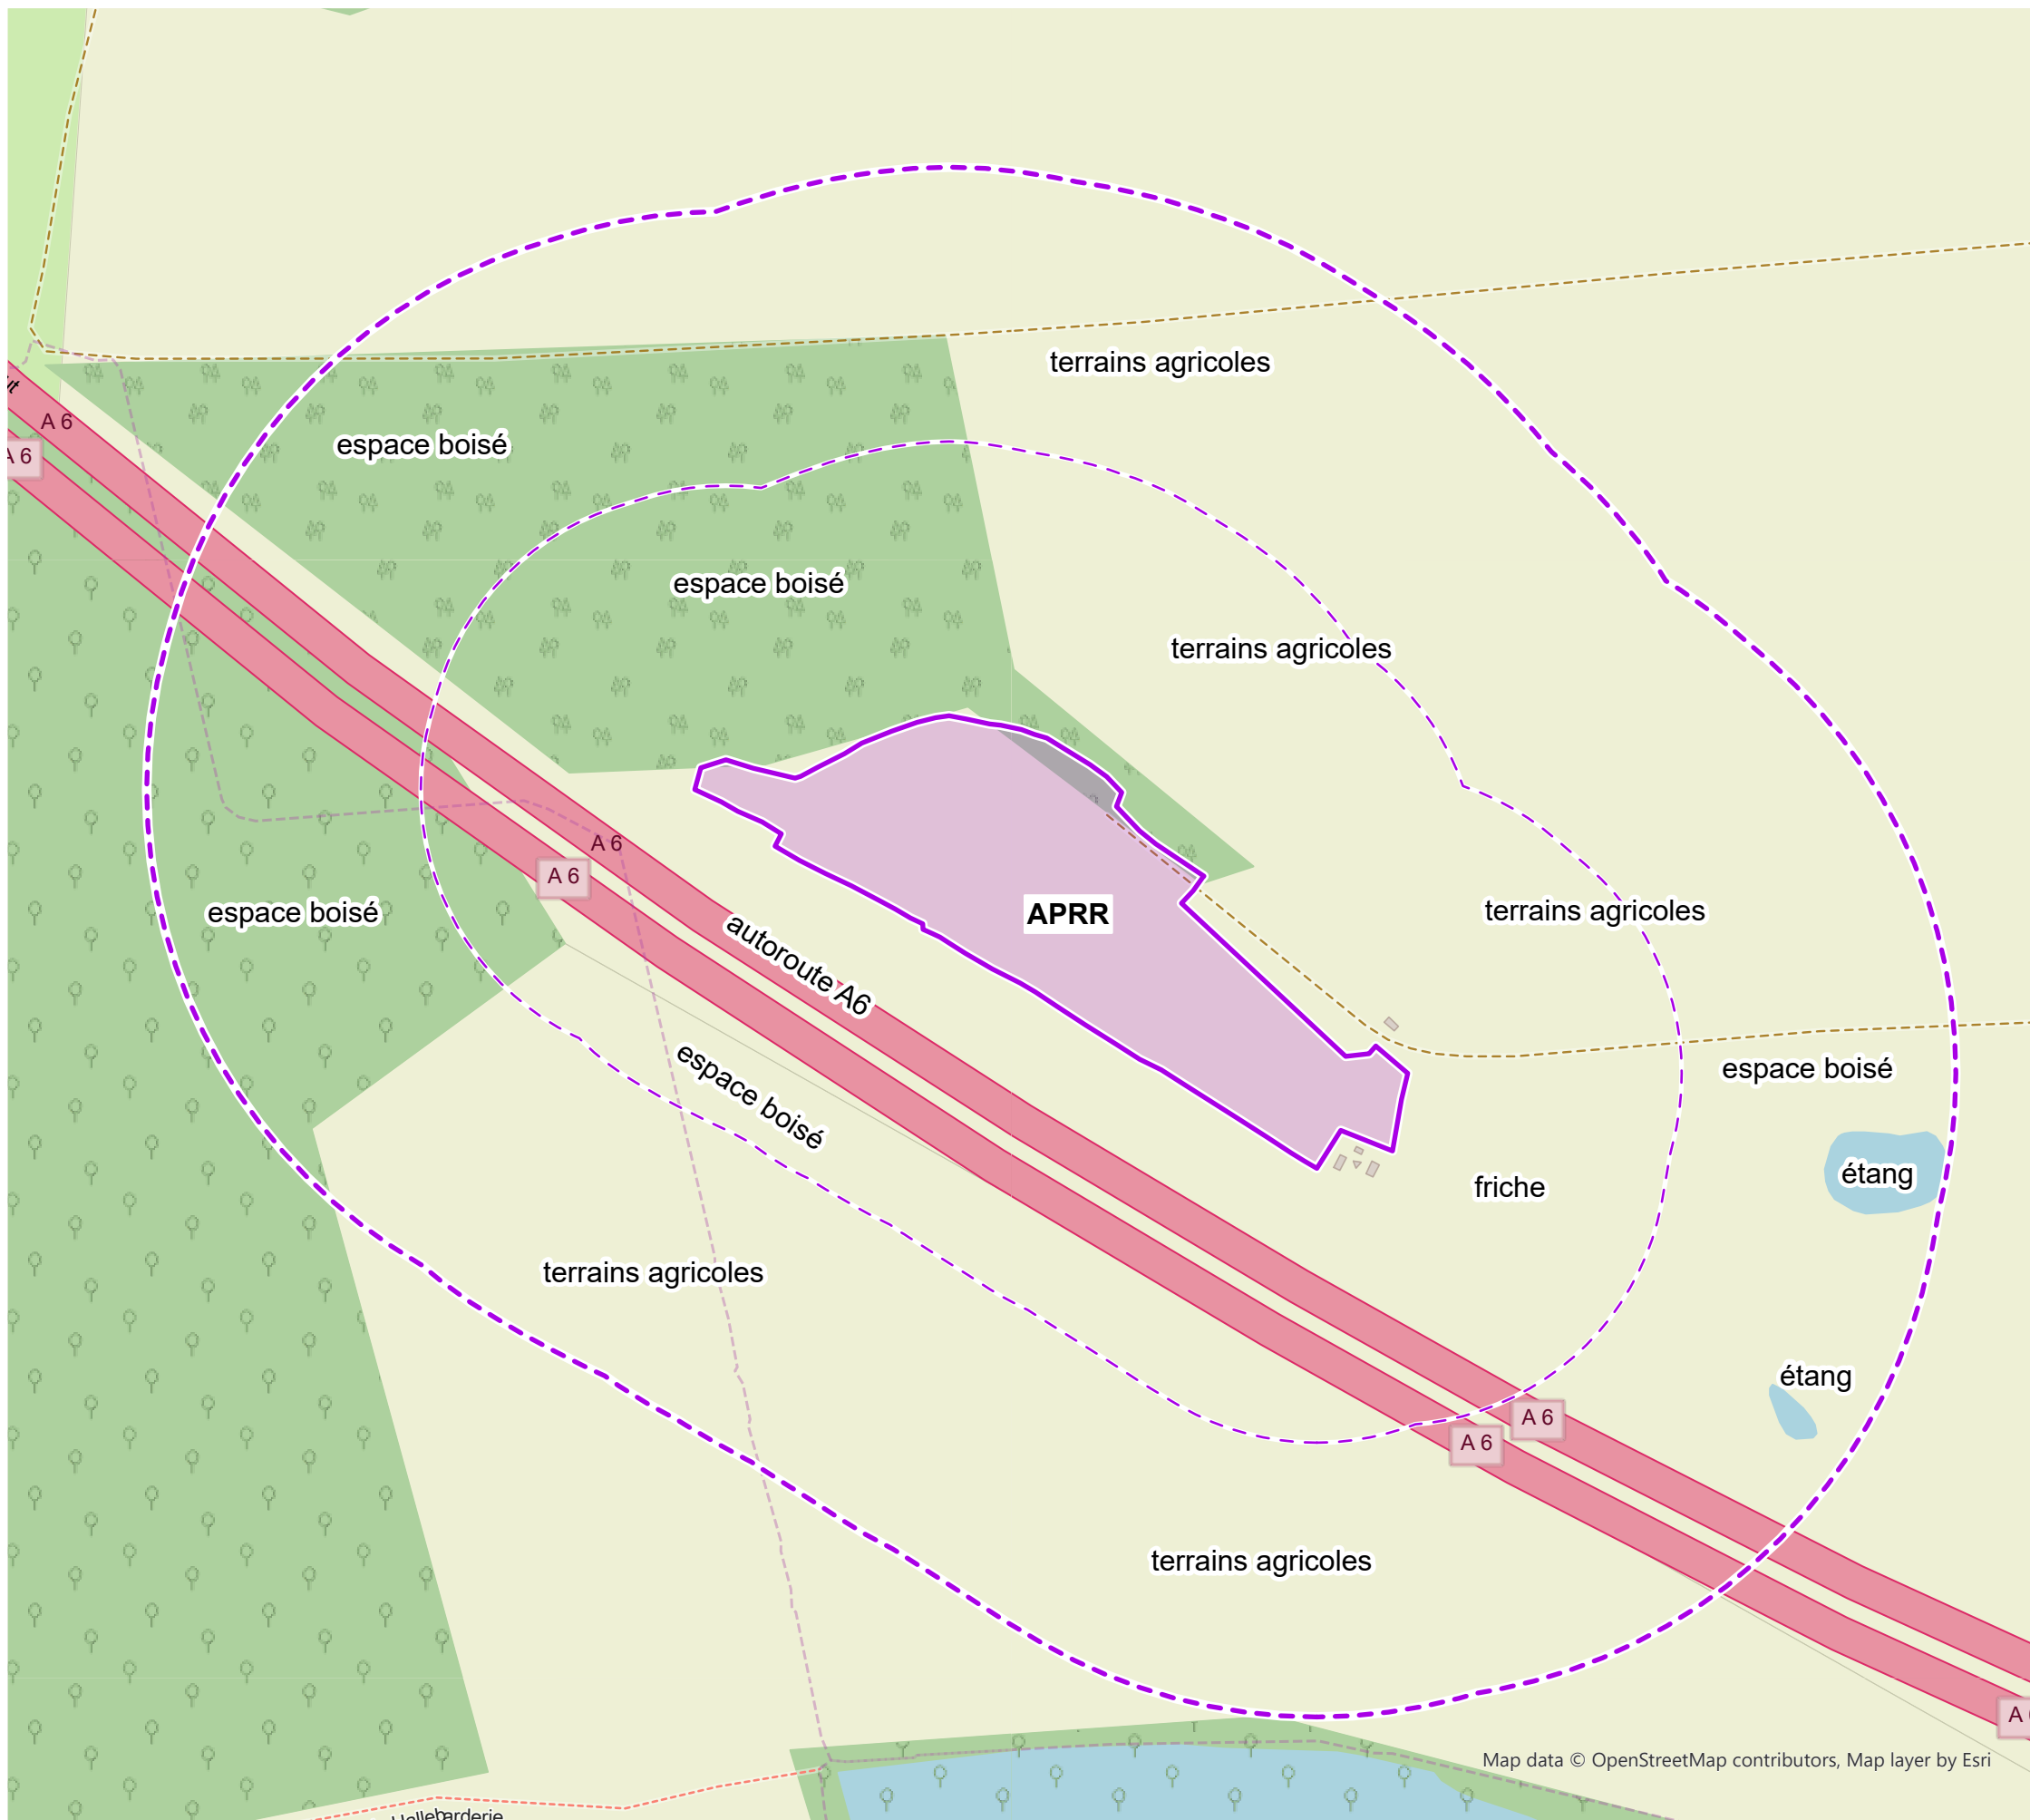 terrains agricoles
A 6
A 6
espace boisé
espace boisé
terrains agricoles
A 6
A 6
espace boisé
APRR
terrains agricoles
autoroute A6
espace boisé
espace boisé
étang
friche
terrains agricoles
étang
A 6
A 6
terrains agricoles
Map data © OpenStreetMap contributors, Map layer by Esri